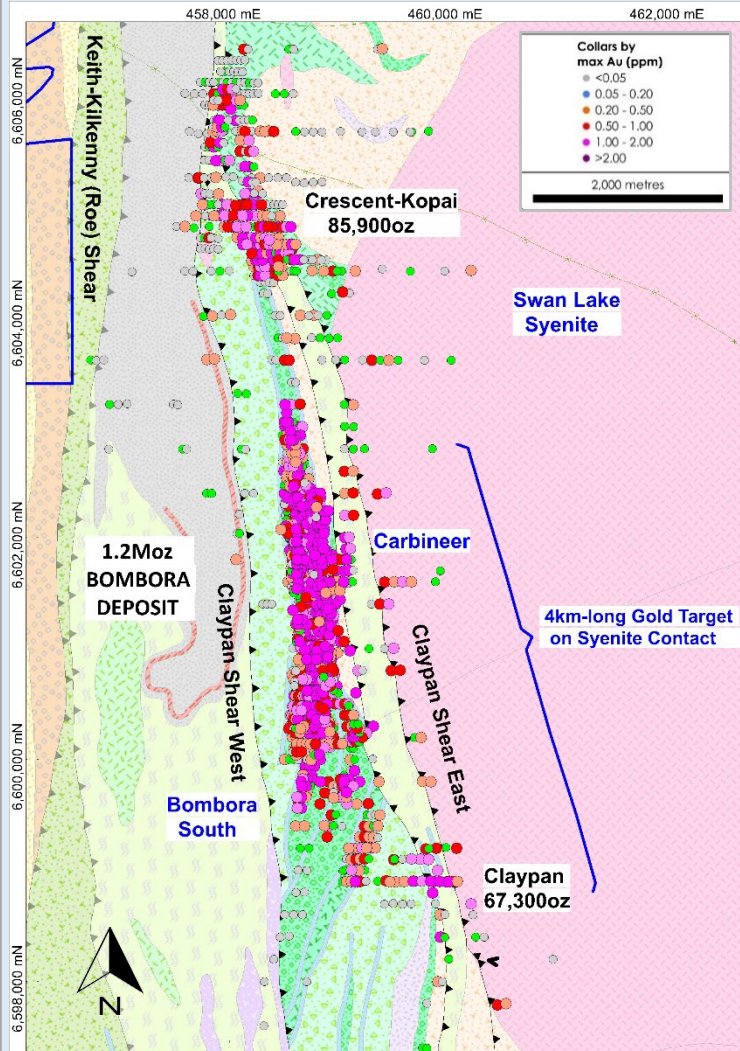 458,000 mE
460,000 mE
462,000 mE
6,606,000 mN
6,604,000 mN
6,602,000 mN
6,600,000 mN
6,598,000 mN
Keith-Kilkenny (Roe) Shear
Collars by
max Au (ppm)
<0.05
0.05 - 0.20
0.20 - 0.50
0.50 - 1.00
1.00 - 2.00
>2.00
2,000 metres
Crescent-Kopai
85,900oz
Swan Lake
Syenite
1.2Moz
BOMBORA
DEPOSIT
Carbineer
Claypan Shear West
Claypan Shear East
4km-long Gold Target
on Syenite Contact
Bombora
South
Claypan
67,300oz
N